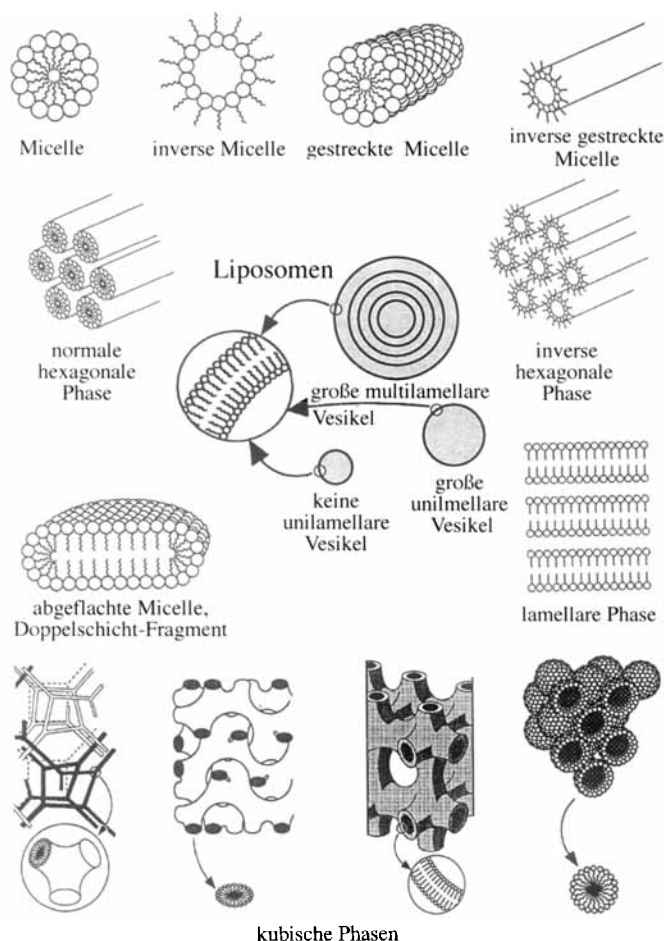 Micelle
inverse Micelle
gestreckte Micelle
inverse gestreckte
Micelle
normale
hexagonale
Phase
Liposomen
inverse
hexagonale
Phase
große multilamellare
Vesikel
keine
unilamellare
Vesikel
große
unilmellare
Vesikel
abgeflachte Micelle,
Doppelschicht-Fragment
lamellare Phase
kubische Phasen